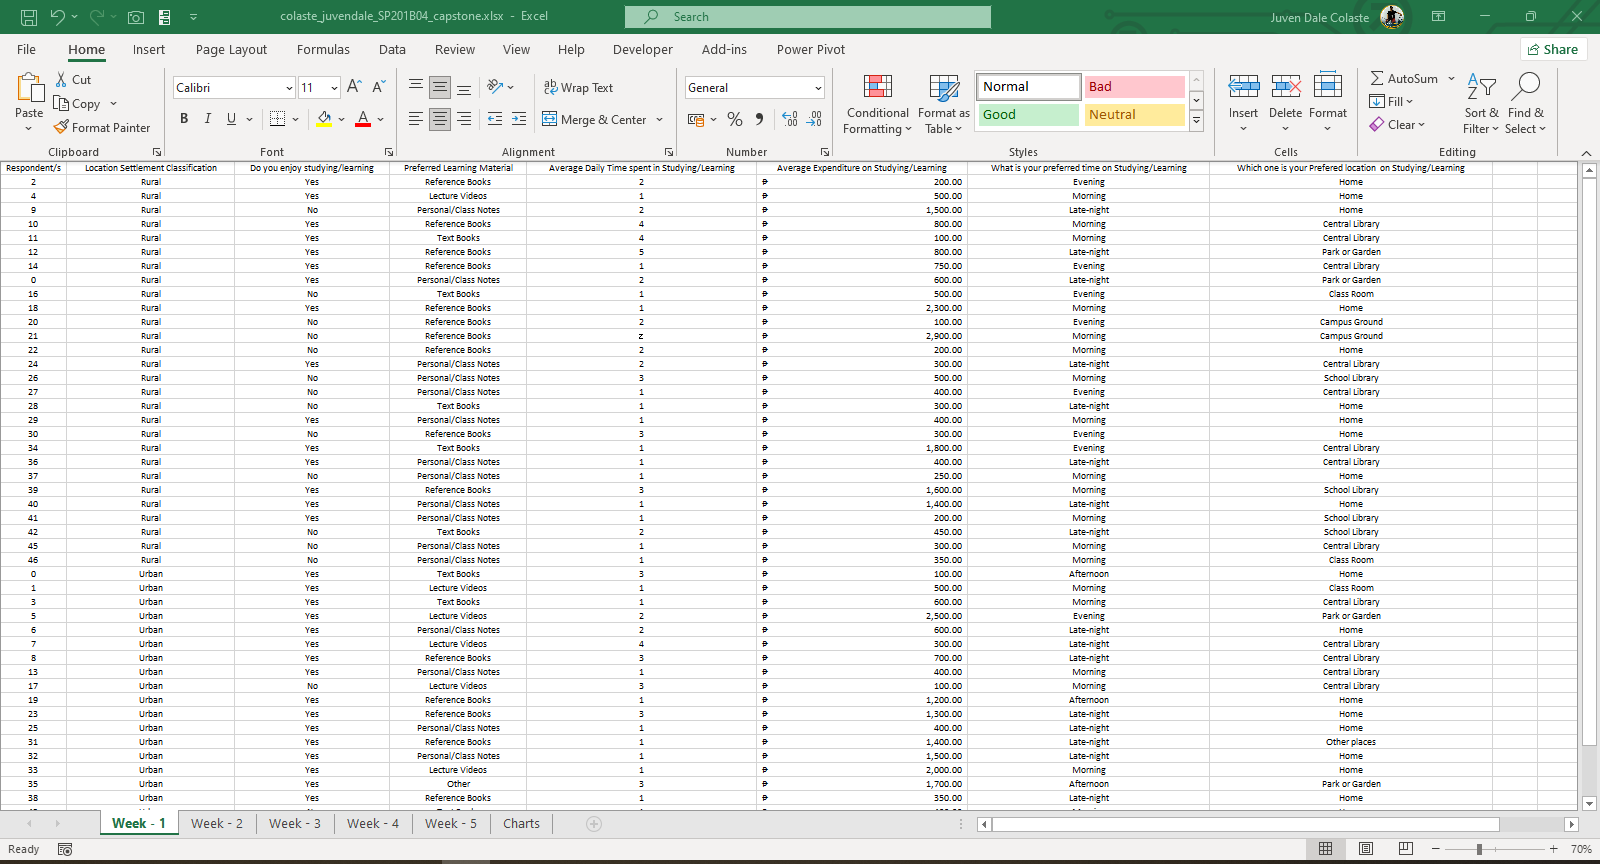 colaste_juvendale_SP201B04_capstone.xlsx - Excel
Search
Juven Dale Colaste
File Home Insert Page Layout Formulas Data Review View Help Developer Add-ins Power Pivot Share
Paste
Cut
Copy
Format Painter
Clipboard
Calibri 11
B I U
Font
Wrap Text
Merge & Center
Alignment
General
Number
Conditional Formatting
Format as Table
Normal Bad
Good Neutral
Styles
Insert Delete Format
Cells
AutoSum
Fill
Clear
Sort & Filter
Find & Select
Editing
Respondent/s Location Settlement Classification Do you enjoy studying/learning Preferred Learning Material Average Daily Time spent in Studying/Learning Average Expenditure on Studying/Learning What is your preferred time on Studying/Learning Which one is your Prefered location on Studying/Learning
2 Rural Yes Reference Books 2 ₱ 200.00 Evening Home
4 Rural Yes Lecture Videos 1 ₱ 500.00 Morning Home
9 Rural No Personal/Class Notes 2 ₱ 1,500.00 Late-night Home
10 Rural Yes Reference Books 4 ₱ 800.00 Morning Central Library
11 Rural Yes Text Books 4 ₱ 100.00 Morning Central Library
12 Rural Yes Reference Books 5 ₱ 800.00 Late-night Park or Garden
14 Rural Yes Reference Books 1 ₱ 750.00 Evening Central Library
0 Rural Yes Personal/Class Notes 2 ₱ 600.00 Late-night Park or Garden
16 Rural No Text Books 1 ₱ 500.00 Evening Class Room
18 Rural Yes Reference Books 1 ₱ 2,300.00 Morning Home
20 Rural No Reference Books 2 ₱ 100.00 Evening Campus Ground
21 Rural No Reference Books z ₱ 2,900.00 Morning Campus Ground
22 Rural No Reference Books 2 ₱ 200.00 Morning Home
24 Rural Yes Personal/Class Notes 2 ₱ 300.00 Late-night Central Library
26 Rural No Personal/Class Notes 3 ₱ 500.00 Morning School Library
27 Rural No Personal/Class Notes 1 ₱ 400.00 Evening Central Library
28 Rural No Text Books 1 ₱ 300.00 Late-night Home
29 Rural Yes Personal/Class Notes 1 ₱ 400.00 Morning Home
30 Rural No Reference Books 3 ₱ 300.00 Evening Home
34 Rural Yes Text Books 1 ₱ 1,800.00 Evening Central Library
36 Rural Yes Personal/Class Notes 1 ₱ 400.00 Late-night Central Library
37 Rural No Personal/Class Notes 1 ₱ 250.00 Morning Home
39 Rural Yes Reference Books 3 ₱ 1,600.00 Morning School Library
40 Rural Yes Personal/Class Notes 1 ₱ 1,400.00 Late-night Home
41 Rural Yes Personal/Class Notes 1 ₱ 200.00 Morning School Library
42 Rural No Text Books 2 ₱ 450.00 Late-night School Library
45 Rural No Personal/Class Notes 1 ₱ 300.00 Morning Central Library
46 Rural No Personal/Class Notes 1 ₱ 350.00 Morning Class Room
0 Urban Yes Text Books 3 ₱ 100.00 Afternoon Home
1 Urban Yes Lecture Videos 1 ₱ 500.00 Morning Class Room
3 Urban Yes Text Books 1 ₱ 600.00 Morning Central Library
5 Urban Yes Lecture Videos 2 ₱ 2,500.00 Evening Park or Garden
6 Urban Yes Personal/Class Notes 2 ₱ 600.00 Late-night Home
7 Urban Yes Lecture Videos 4 ₱ 300.00 Late-night Central Library
8 Urban Yes Reference Books 3 ₱ 700.00 Late-night Central Library
13 Urban Yes Personal/Class Notes 1 ₱ 400.00 Morning Central Library
17 Urban No Lecture Videos 3 ₱ 100.00 Morning Central Library
19 Urban Yes Reference Books 1 ₱ 1,200.00 Afternoon Home
23 Urban Yes Reference Books 3 ₱ 1,300.00 Late-night Home
25 Urban Yes Personal/Class Notes 1 ₱ 400.00 Late-night Home
31 Urban Yes Reference Books 1 ₱ 1,400.00 Late-night Other places
32 Urban Yes Personal/Class Notes 1 ₱ 1,500.00 Late-night Home
33 Urban Yes Lecture Videos 1 ₱ 2,000.00 Morning Home
35 Urban Yes Other 3 ₱ 1,700.00 Afternoon Park or Garden
38 Urban Yes Reference Books 1 ₱ 350.00 Late-night Home
Week - 1 Week - 2 Week - 3 Week - 4 Week - 5 Charts
Ready
70%